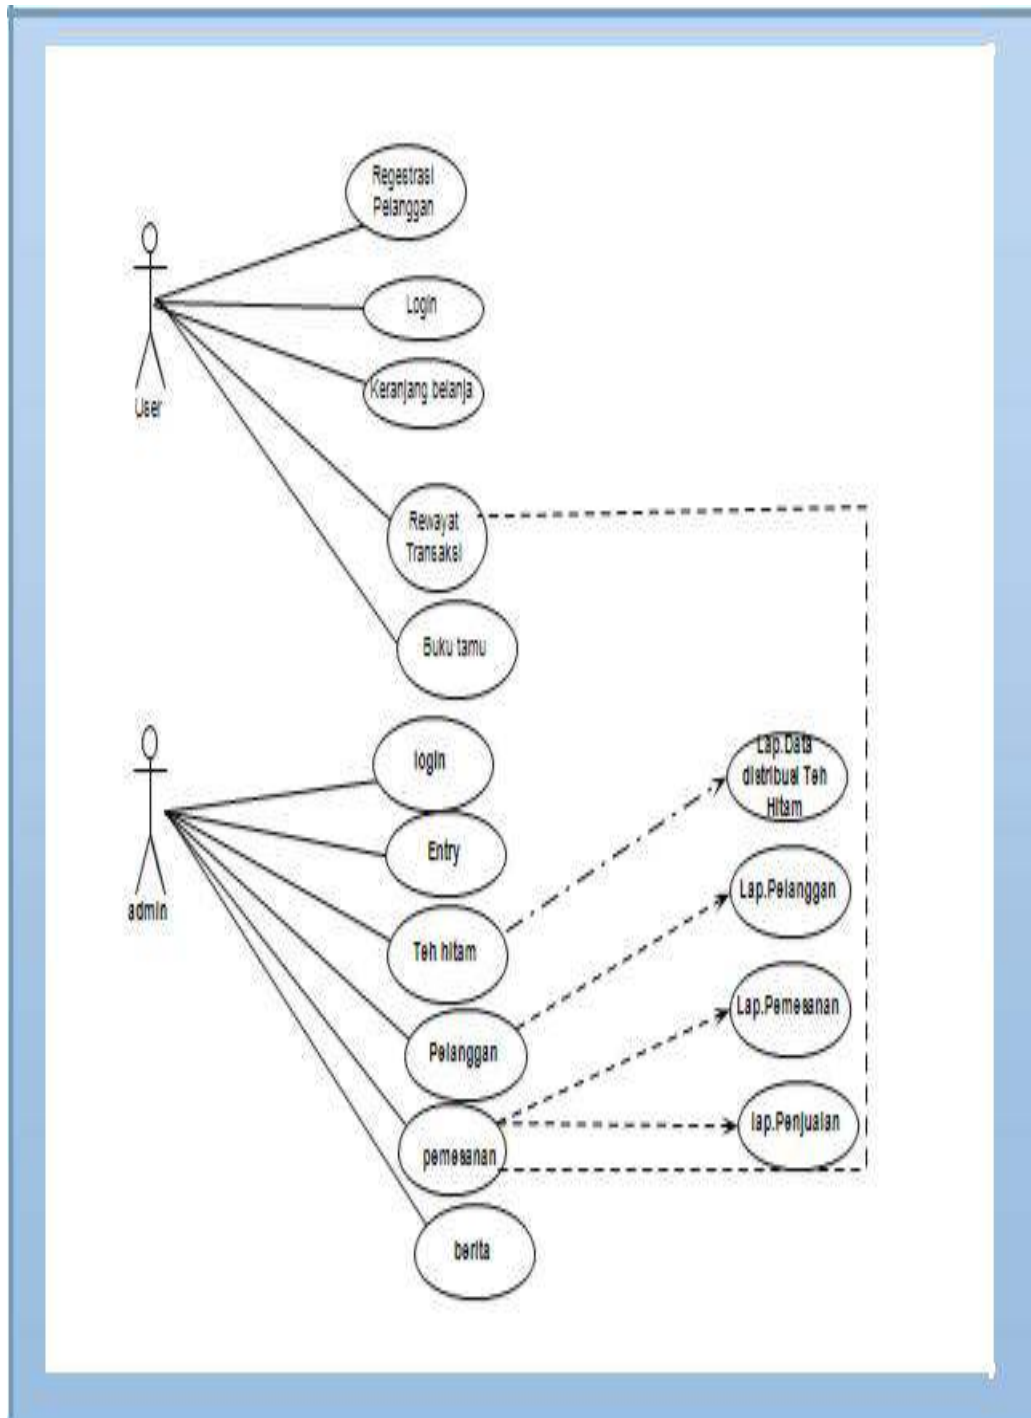 Regestrasi
Pelanggan
Login
Keranjang belanja
User
Rewayat
Transaksi
Buku tamu
login
Lap.Data
distribusi Teh
Hitam
Entry
admin
Lap.Pelanggan
Teh hitam
Lap.Pemesanan
Pelanggan
lap.Penjualan
pemesanan
berita